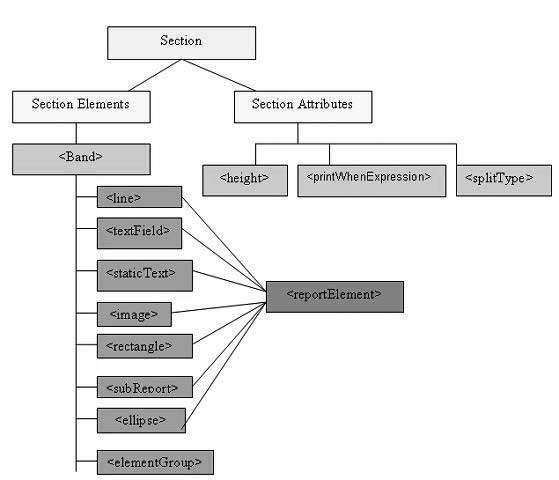 Section
Section Elements
Section Attributes
<Band>
<height>
<printWhenExpression>
<splitType>
<line>
<textField>
<staticText>
<reportElement>
<image>
<rectangle>
<subReport>
<ellipse>
<elementGroup>